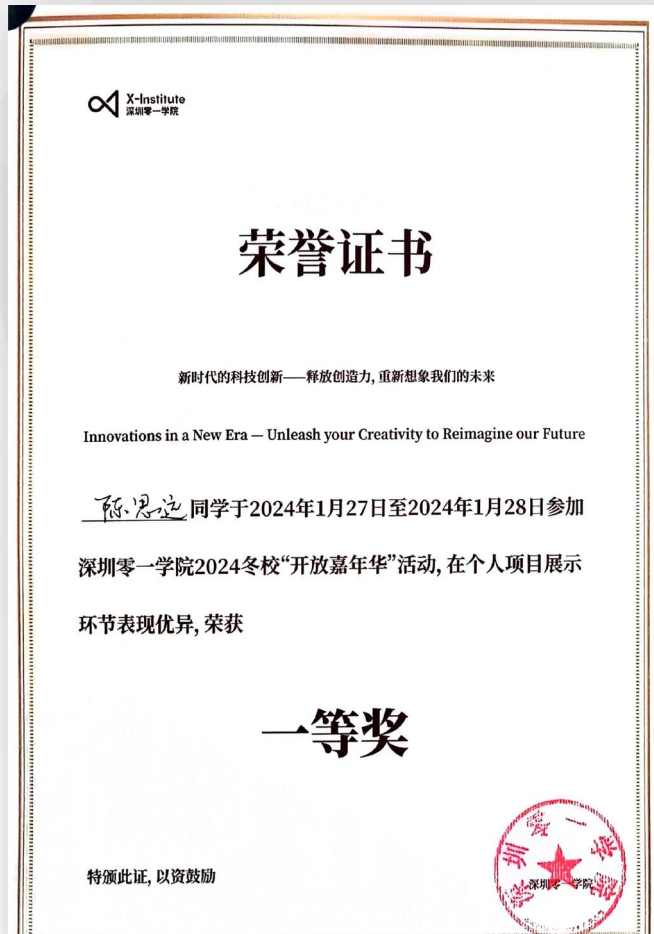 X-Institute
深圳零一学院
荣誉证书
新时代的科技创新——释放创造力, 重新想象我们的未来
Innovations in a New Era — Unleash your Creativity to Reimagine our Future
陈思远同学于2024年1月27日至2024年1月28日参加
深圳零一学院2024冬校“开放嘉年华”活动, 在个人项目展示
环节表现优异, 荣获
一等奖
特颁此证, 以资鼓励
深圳零一学院
深圳零一学院